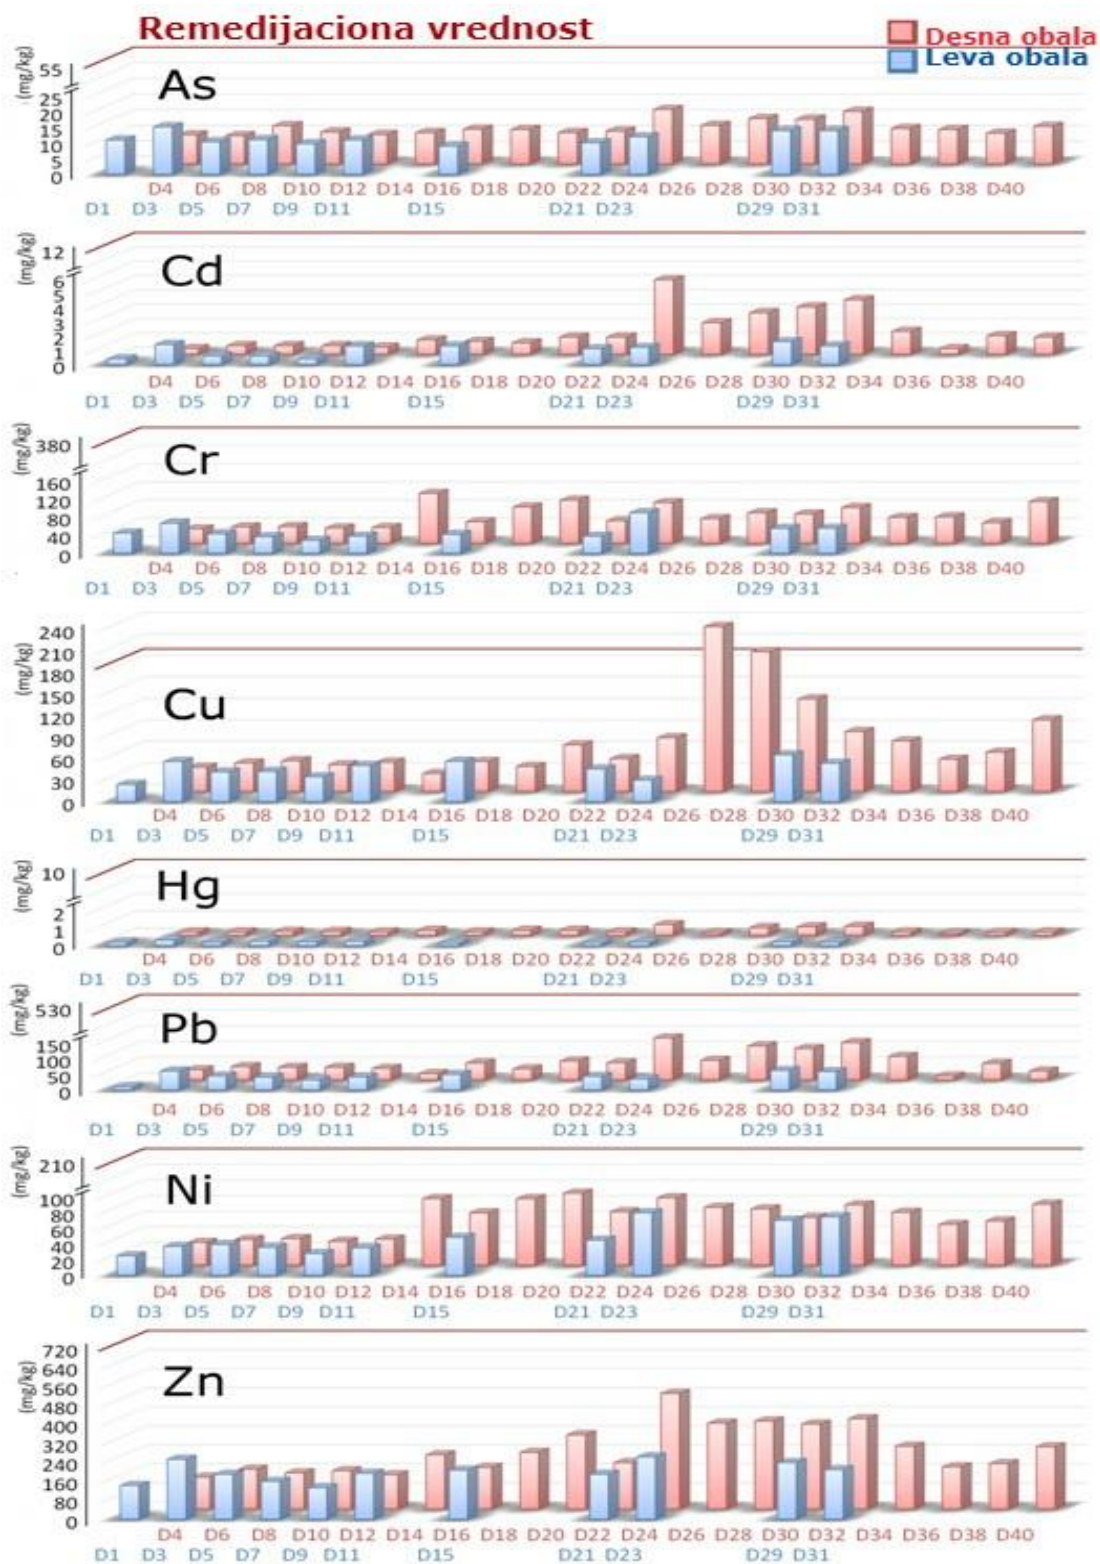 Remedijaciona vrednost
Desna obala
Leva obala
(mg/kg)
As
55
25
20
15
10
5
0
D4 D6 D8 D10 D12 D14 D16 D18 D20 D22 D24 D26 D28 D30 D32 D34 D36 D38 D40
D1 D3 D5 D7 D9 D11 D15 D21 D23 D29 D31
(mg/kg)
Cd
12
6
5
4
3
2
1
0
D4 D6 D8 D10 D12 D14 D16 D18 D20 D22 D24 D26 D28 D30 D32 D34 D36 D38 D40
D1 D3 D5 D7 D9 D11 D15 D21 D23 D29 D31
(mg/kg)
Cr
380
160
120
80
40
0
D4 D6 D8 D10 D12 D14 D16 D18 D20 D22 D24 D26 D28 D30 D32 D34 D36 D38 D40
D1 D3 D5 D7 D9 D11 D15 D21 D23 D29 D31
(mg/kg)
Cu
240
210
180
150
120
90
60
30
0
D4 D6 D8 D10 D12 D14 D16 D18 D20 D22 D24 D26 D28 D30 D32 D34 D36 D38 D40
D1 D3 D5 D7 D9 D11 D15 D21 D23 D29 D31
(mg/kg)
Hg
10
2
1
0
D4 D6 D8 D10 D12 D14 D16 D18 D20 D22 D24 D26 D28 D30 D32 D34 D36 D38 D40
D1 D3 D5 D7 D9 D11 D15 D21 D23 D29 D31
(mg/kg)
Pb
530
150
100
50
0
D4 D6 D8 D10 D12 D14 D16 D18 D20 D22 D24 D26 D28 D30 D32 D34 D36 D38 D40
D1 D3 D5 D7 D9 D11 D15 D21 D23 D29 D31
(mg/kg)
Ni
210
100
80
60
40
20
0
D4 D6 D8 D10 D12 D14 D16 D18 D20 D22 D24 D26 D28 D30 D32 D34 D36 D38 D40
D1 D3 D5 D7 D9 D11 D15 D21 D23 D29 D31
(mg/kg)
Zn
720
640
560
480
400
320
240
160
80
0
D4 D6 D8 D10 D12 D14 D16 D18 D20 D22 D24 D26 D28 D30 D32 D34 D36 D38 D40
D1 D3 D5 D7 D9 D11 D15 D21 D23 D29 D31